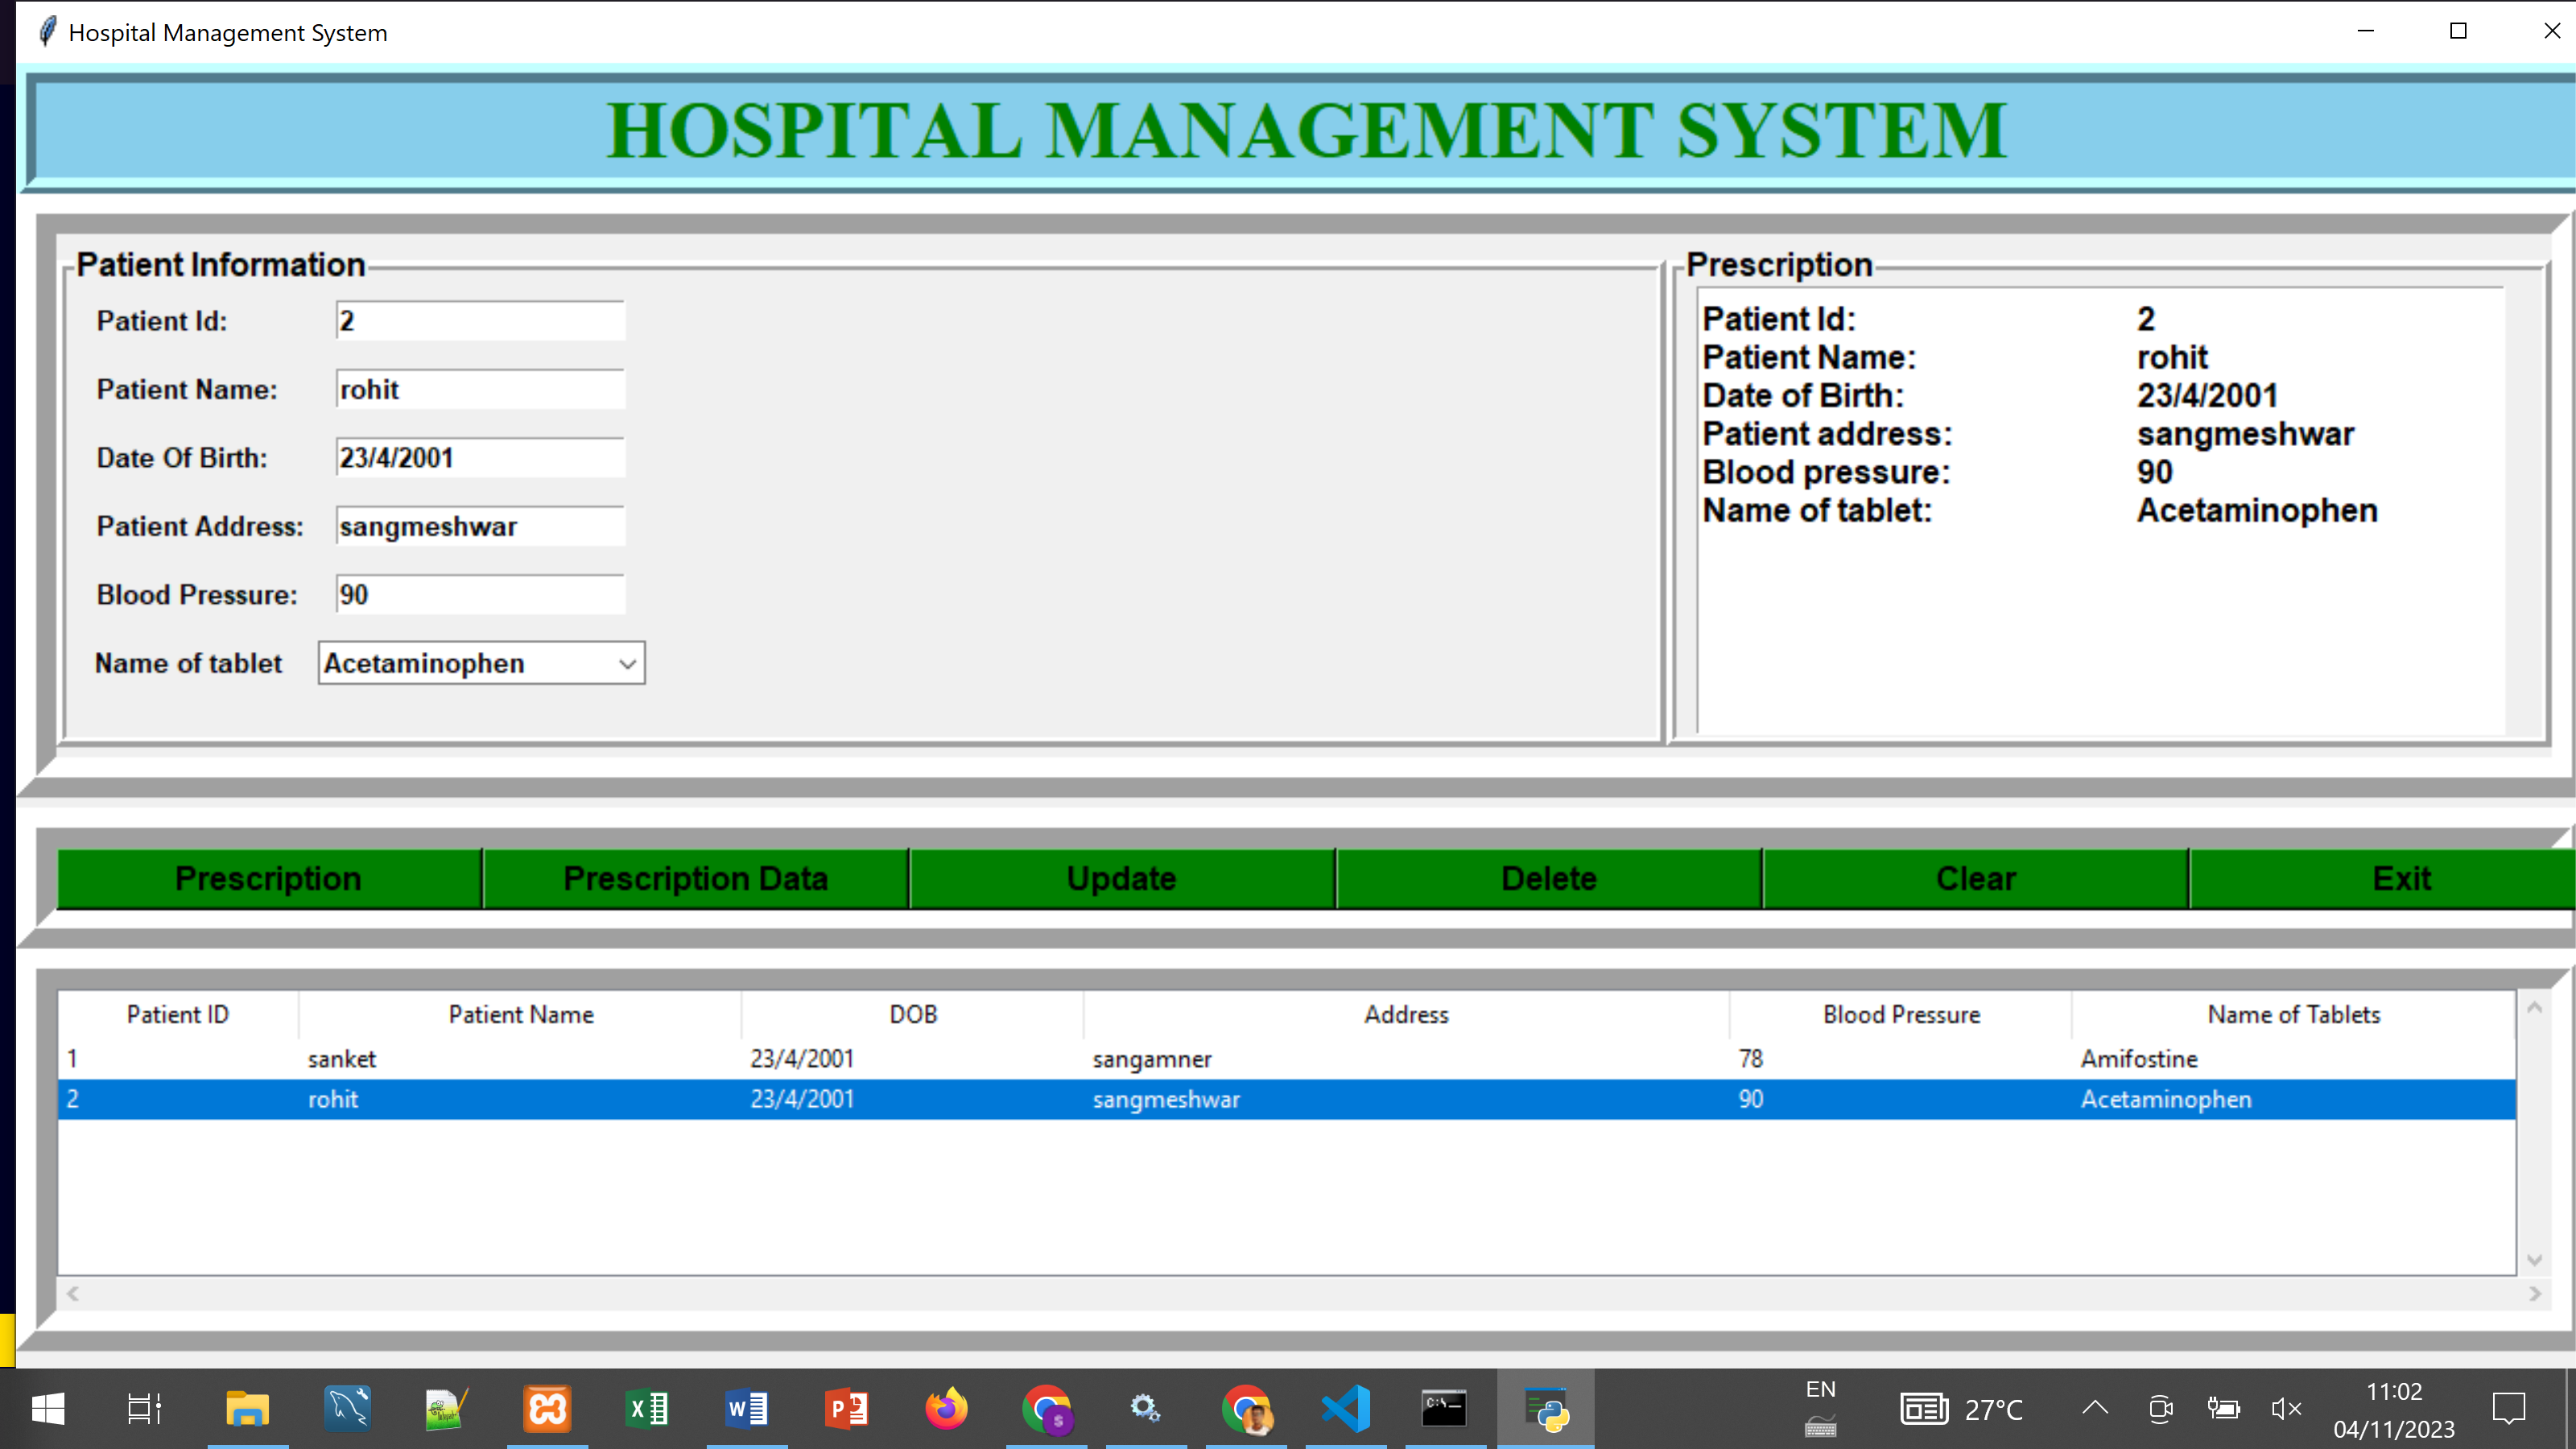 Hospital Management System
HOSPITAL MANAGEMENT SYSTEM
Patient Information
Patient Id: 2
Patient Name: rohit
Date Of Birth: 23/4/2001
Patient Address: sangmeshwar
Blood Pressure: 90
Name of tablet Acetaminophen
Prescription
Patient Id: 2
Patient Name: rohit
Date of Birth: 23/4/2001
Patient address: sangmeshwar
Blood pressure: 90
Name of tablet: Acetaminophen
Prescription Prescription Data Update Delete Clear Exit
Patient ID Patient Name DOB Address Blood Pressure Name of Tablets
1 sanket 23/4/2001 sangamner 78 Amifostine
2 rohit 23/4/2001 sangmeshwar 90 Acetaminophen
EN
27°C
11:02
04/11/2023